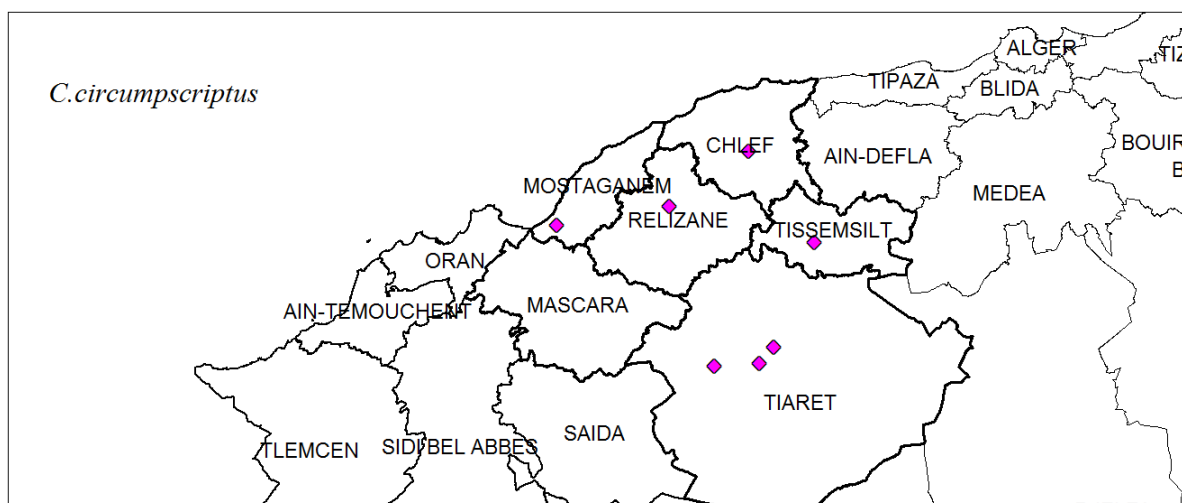 C.circumpscriptus
ALGER
TIZ
TIPAZA
BLIDA
CHLEF
AIN-DEFLA
BOUIR
B
MOSTAGANEM
MEDEA
RELIZANE
TISSEMSILT
ORAN
AIN-TEMOUCHENT
MASCARA
TIARET
TLEMCEN
SIDI BEL ABBES
SAIDA